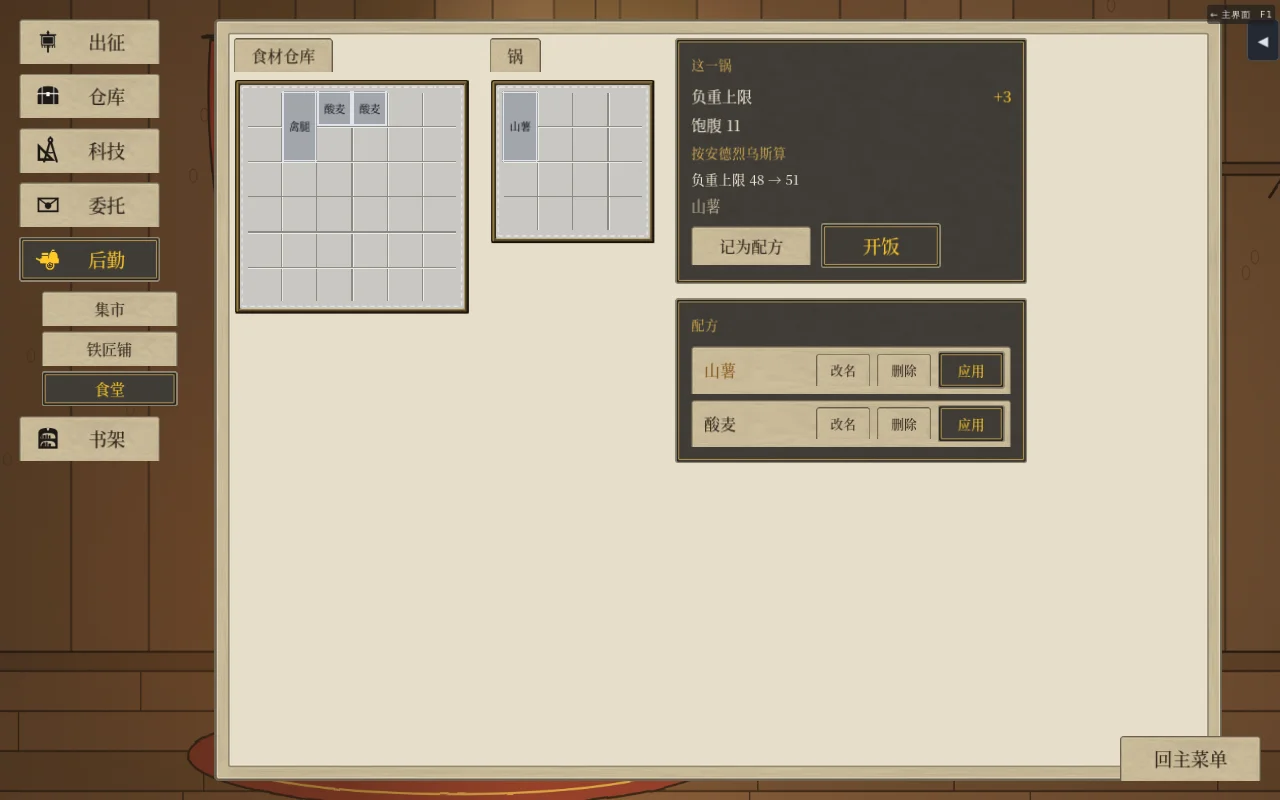 ← 主界面 F1
◀
出征
仓库
科技
委托
后勤
集市
铁匠铺
食堂
书架
食材仓库
禽腿
酸麦
酸麦
锅
山薯
这一锅
负重上限 +3
饱腹 11
按安德烈乌斯算
负重上限 48 → 51
山薯
记为配方
开饭
配方
山薯 改名 删除 应用
酸麦 改名 删除 应用
回主菜单